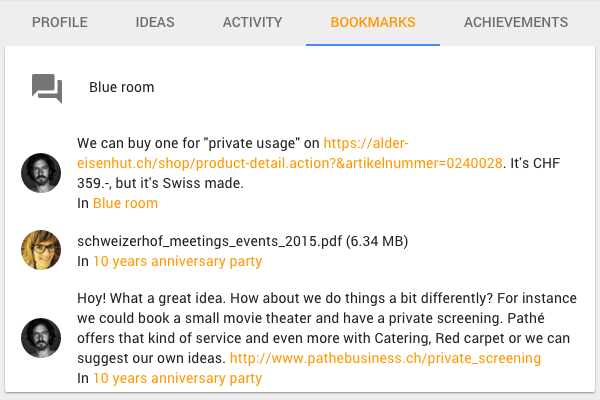 PROFILE IDEAS ACTIVITY BOOKMARKS ACHIEVEMENTS
Blue room
We can buy one for "private usage" on https://alder-
eisenhut.ch/shop/product-detail.action?&artikelnummer=0240028. It's CHF
359.-, but it's Swiss made.
In Blue room
schweizerhof_meetings_events_2015.pdf (6.34 MB)
In 10 years anniversary party
Hoy! What a great idea. How about we do things a bit differently? For instance
we could book a small movie theater and have a private screening. Pathé
offers that kind of service and even more with Catering, Red carpet or we can
suggest our own ideas. http://www.pathebusiness.ch/private_screening
In 10 years anniversary party